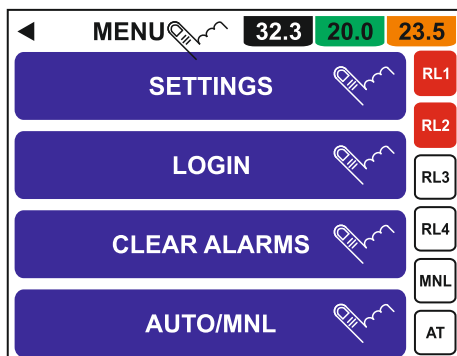 MENU 32.3 20.0 23.5
SETTINGS
RL1
RL2
LOGIN
RL3
CLEAR ALARMS
RL4
MNL
AUTO/MNL
AT